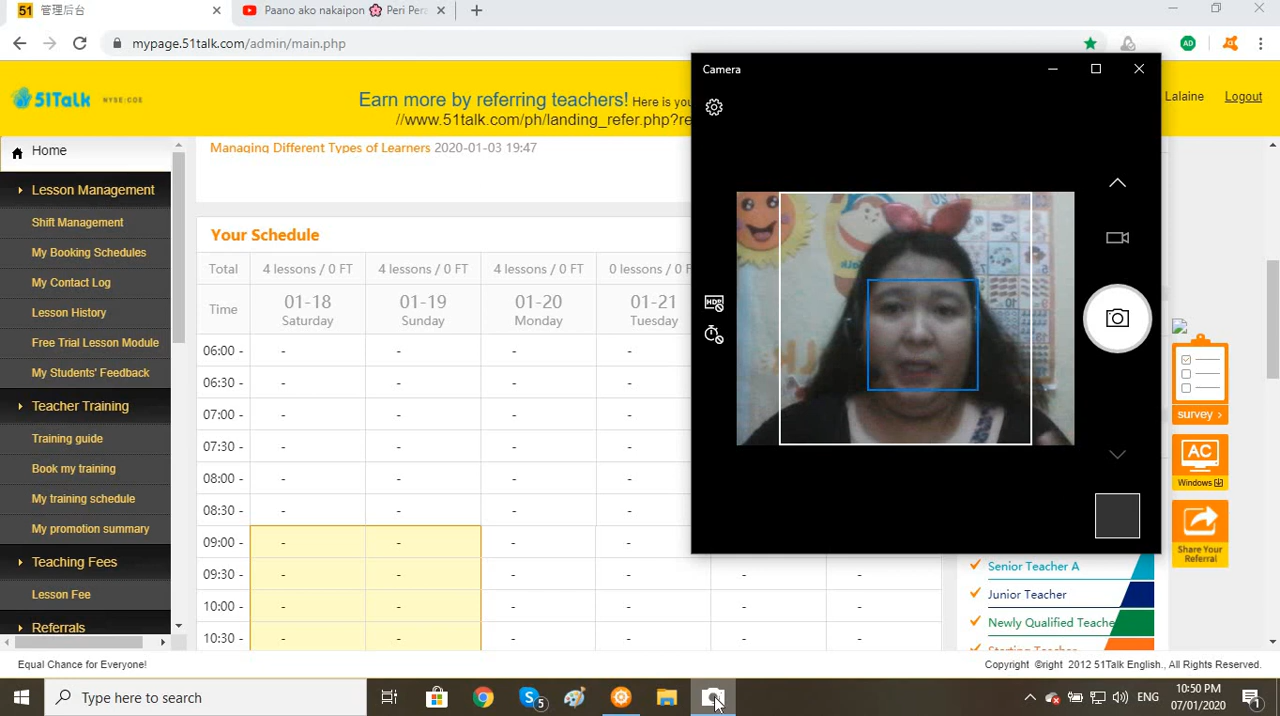 51 管理后台
Paano ako nakaipon 🌸 Peri Pera
mypage.51talk.com/admin/main.php
AD
51Talk NYSE:COE
Earn more by referring teachers! Here is you
//www.51talk.com/ph/landing_refer.php?re
Lalaine
Logout
Camera
Home
Lesson Management
Shift Management
My Booking Schedules
My Contact Log
Lesson History
Free Trial Lesson Module
My Students' Feedback
Teacher Training
Training guide
Book my training
My training schedule
My promotion summary
Teaching Fees
Lesson Fee
Referrals
Managing Different Types of Learners 2020-01-03 19:47
Your Schedule
Total 4 lessons / 0 FT 4 lessons / 0 FT 4 lessons / 0 FT 0 lessons / 0 F
Time 01-18 Saturday 01-19 Sunday 01-20 Monday 01-21 Tuesday
06:00 - - - - -
06:30 - - - - -
07:00 - - - - -
07:30 - - - - -
08:00 - - - - -
08:30 - - - - -
09:00 - - - - -
09:30 - - - - - - -
10:00 - - - - - - -
10:30 - - - - - - -
HDR
survey >
AC
Windows
Share Your
Referral
Senior Teacher A
Junior Teacher
Newly Qualified Teache
Starting Teacher
Equal Chance for Everyone!
Copyright ©right 2012 51Talk English., All Rights Reserved.
Type here to search
S 5
ENG
10:50 PM
07/01/2020
1